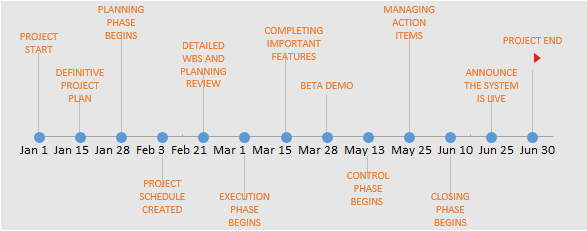 PROJECT
START
DEFINITIVE
PROJECT
PLAN
PLANNING
PHASE
BEGINS
DETAILED
WBS AND
PLANNING
REVIEW
COMPLETING
IMPORTANT
FEATURES
BETA DEMO
MANAGING
ACTION
ITEMS
ANNOUNCE
THE SYSTEM
IS LIVE
PROJECT END
Jan 1 Jan 15 Jan 28 Feb 3 Feb 21 Mar 1 Mar 15 Mar 28 May 13 May 25 Jun 10 Jun 25 Jun 30
PROJECT
SCHEDULE
CREATED
EXECUTION
PHASE
BEGINS
CONTROL
PHASE
BEGINS
CLOSING
PHASE
BEGINS